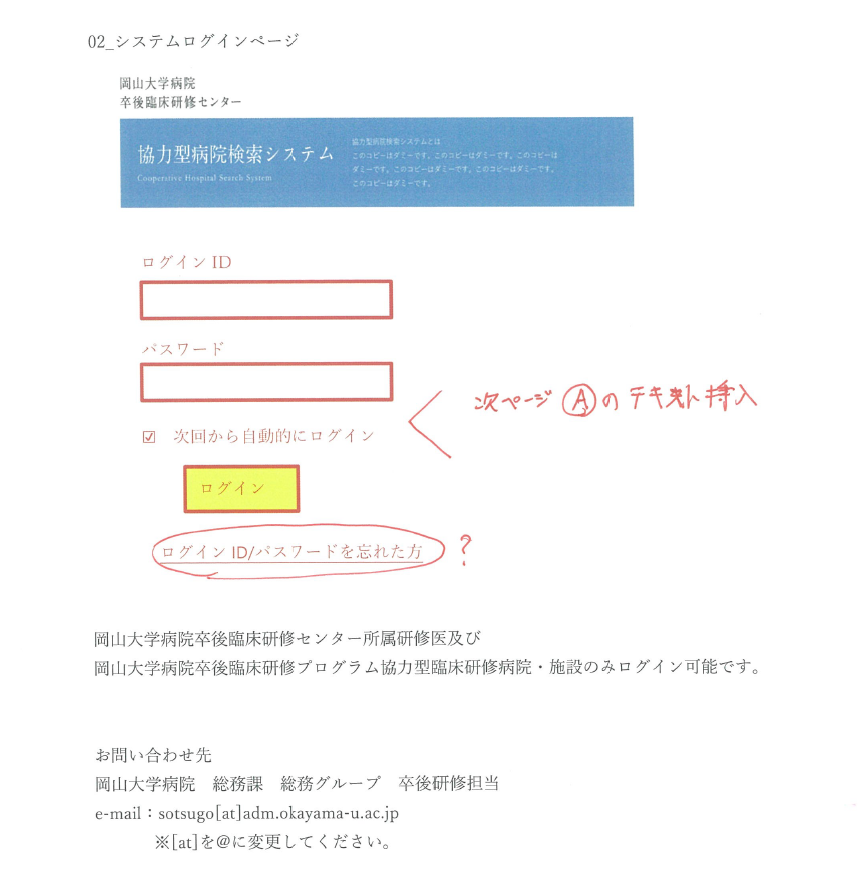 02_システムログインページ
岡山大学病院
卒後臨床研修センター
協力型病院検索システム
Cooperative Hospital Search System
協力型病院検索システムとは
このコピーはダミーです。このコピーはダミーです。このコピーは
ダミーです。このコピーはダミーです。このコピーはダミーです。
このコピーはダミーです。
ログイン ID
パスワード
次ページ Ⓐ の テキスト挿入
☑ 次回から自動的にログイン
ログイン
ログイン ID/パスワードを忘れた方 ?
岡山大学病院卒後臨床研修センター所属研修医及び
岡山大学病院卒後臨床研修プログラム協力型臨床研修病院・施設のみログイン可能です。
お問い合わせ先
岡山大学病院 総務課 総務グループ 卒後研修担当
e-mail：sotsugo[at]adm.okayama-u.ac.jp
※[at]を@に変更してください。